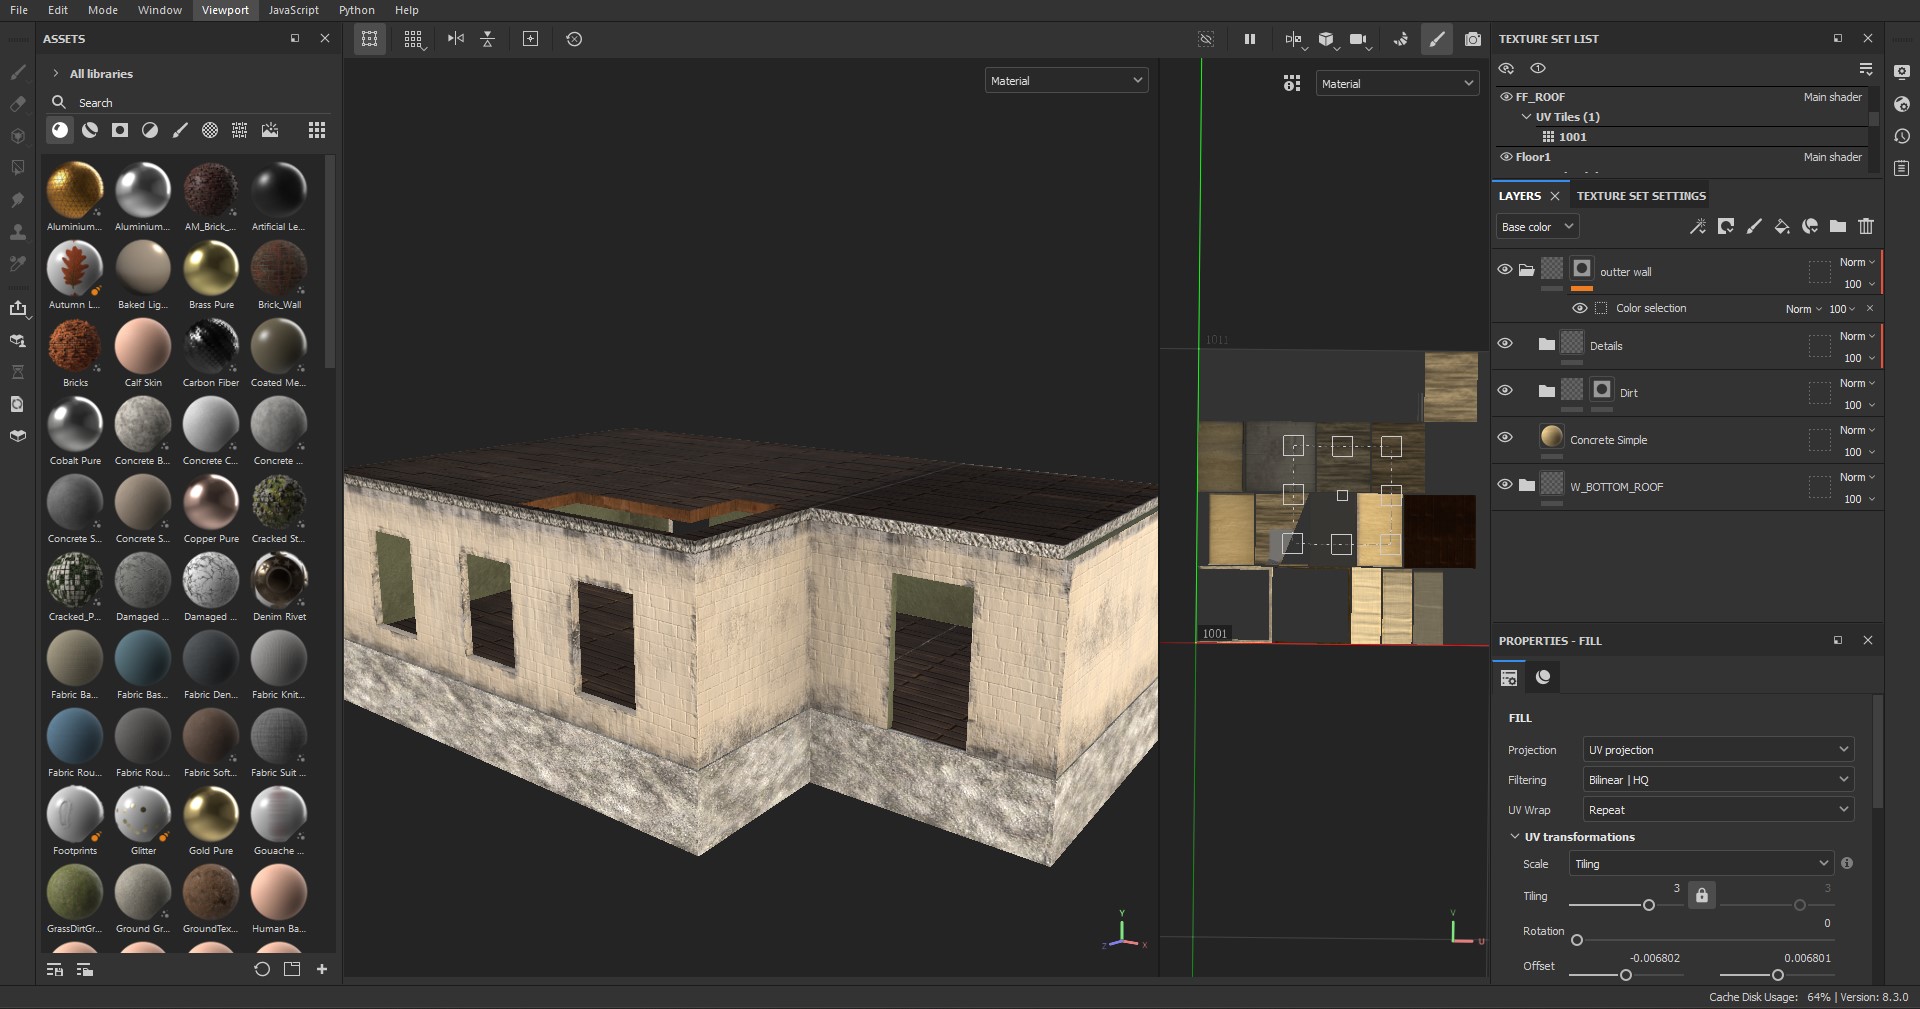 File Edit Mode Window Viewport JavaScript Python Help
ASSETS
All libraries
Search
Aluminium... Aluminium... AM_Brick_... Artificial Le...
Autumn L... Baked Lig... Brass Pure Brick_Wall
Bricks Calf Skin Carbon Fiber Coated Me...
Cobalt Pure Concrete B... Concrete C... Concrete ...
Concrete S... Concrete S... Copper Pure Cracked St...
Cracked_P... Damaged ... Damaged ... Denim Rivet
Fabric Ba... Fabric Bas... Fabric Den... Fabric Knit...
Fabric Rou... Fabric Rou... Fabric Soft... Fabric Suit ...
Footprints Glitter Gold Pure Gouache ...
GrassDirtGr... Ground Gr... GroundTex... Human Ba...
Material
Y
Z
X
Material
1011
1001
V
U
TEXTURE SET LIST
FF_ROOF Main shader
UV Tiles (1)
1001
Floor1 Main shader
LAYERS TEXTURE SET SETTINGS
Base color
outter wall Norm
100
Color selection Norm 100
Details Norm
100
Dirt Norm
100
Concrete Simple Norm
100
W_BOTTOM_ROOF Norm
100
PROPERTIES - FILL
FILL
Projection UV projection
Filtering Bilinear | HQ
UV Wrap Repeat
UV transformations
Scale Tiling
Tiling 3 3
Rotation 0
Offset -0.006802 0.006801
Cache Disk Usage: 64% | Version: 8.3.0